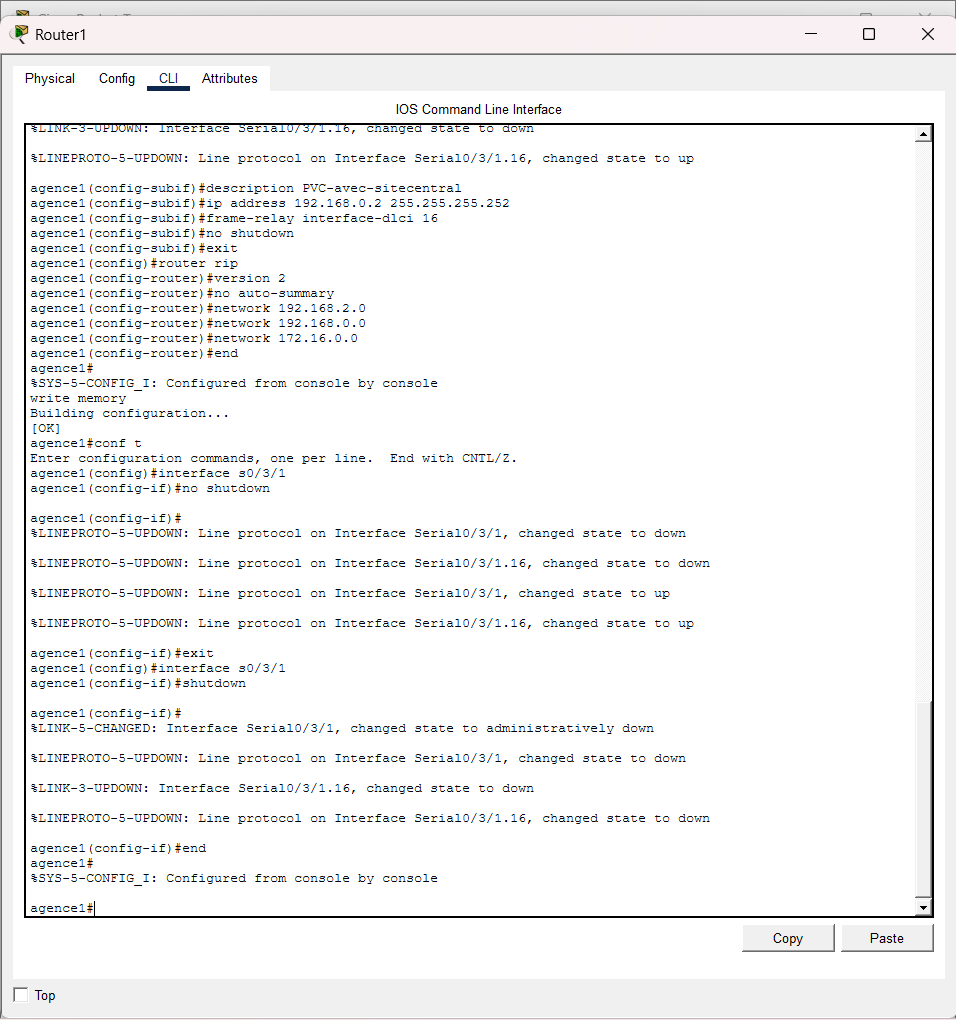 Router1
Physical Config CLI Attributes
IOS Command Line Interface
%LINK-3-UPDOWN: Interface Serial0/3/1.16, changed state to down
%LINEPROTO-5-UPDOWN: Line protocol on Interface Serial0/3/1.16, changed state to up
agence1(config-subif)#description PVC-avec-sitecentral
agence1(config-subif)#ip address 192.168.0.2 255.255.255.252
agence1(config-subif)#frame-relay interface-dlci 16
agence1(config-subif)#no shutdown
agence1(config-subif)#exit
agence1(config)#router rip
agence1(config-router)#version 2
agence1(config-router)#no auto-summary
agence1(config-router)#network 192.168.2.0
agence1(config-router)#network 192.168.0.0
agence1(config-router)#network 172.16.0.0
agence1(config-router)#end
agence1#
%SYS-5-CONFIG_I: Configured from console by console
write memory
Building configuration...
[OK]
agence1#conf t
Enter configuration commands, one per line.  End with CNTL/Z.
agence1(config)#interface s0/3/1
agence1(config-if)#no shutdown
agence1(config-if)#
%LINEPROTO-5-UPDOWN: Line protocol on Interface Serial0/3/1, changed state to down
%LINEPROTO-5-UPDOWN: Line protocol on Interface Serial0/3/1.16, changed state to down
%LINEPROTO-5-UPDOWN: Line protocol on Interface Serial0/3/1, changed state to up
%LINEPROTO-5-UPDOWN: Line protocol on Interface Serial0/3/1.16, changed state to up
agence1(config-if)#exit
agence1(config)#interface s0/3/1
agence1(config-if)#shutdown
agence1(config-if)#
%LINK-5-CHANGED: Interface Serial0/3/1, changed state to administratively down
%LINEPROTO-5-UPDOWN: Line protocol on Interface Serial0/3/1, changed state to down
%LINK-3-UPDOWN: Interface Serial0/3/1.16, changed state to down
%LINEPROTO-5-UPDOWN: Line protocol on Interface Serial0/3/1.16, changed state to down
agence1(config-if)#end
agence1#
%SYS-5-CONFIG_I: Configured from console by console
agence1#
Copy Paste
Top